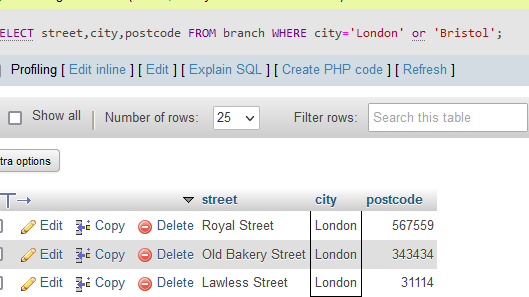 ELECT street,city,postcode FROM branch WHERE city='London' or 'Bristol';
Profiling [ Edit inline ] [ Edit ] [ Explain SQL ] [ Create PHP code ] [ Refresh ]
Show all Number of rows: 25 Filter rows: Search this table
tra options
street city postcode
Edit Copy Delete Royal Street London 567559
Edit Copy Delete Old Bakery Street London 343434
Edit Copy Delete Lawless Street London 31114